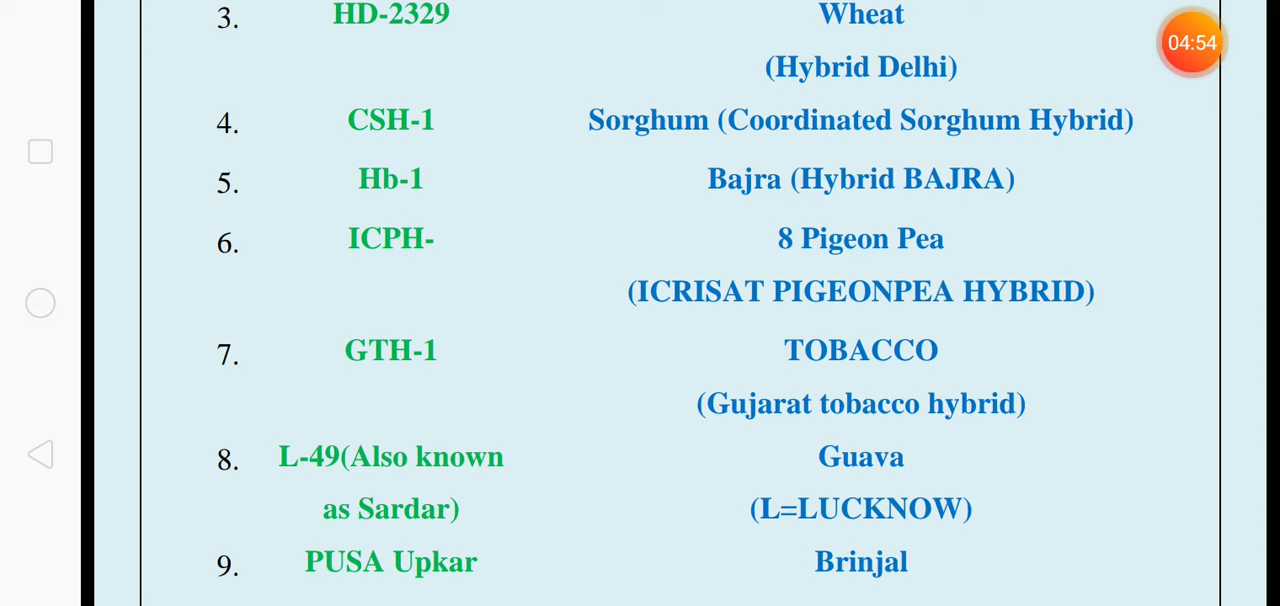 3. HD-2329 Wheat
(Hybrid Delhi)
04:54
4. CSH-1 Sorghum (Coordinated Sorghum Hybrid)
5. Hb-1 Bajra (Hybrid BAJRA)
6. ICPH- 8 Pigeon Pea
(ICRISAT PIGEONPEA HYBRID)
7. GTH-1 TOBACCO
(Gujarat tobacco hybrid)
8. L-49(Also known Guava
as Sardar) (L=LUCKNOW)
9. PUSA Upkar Brinjal